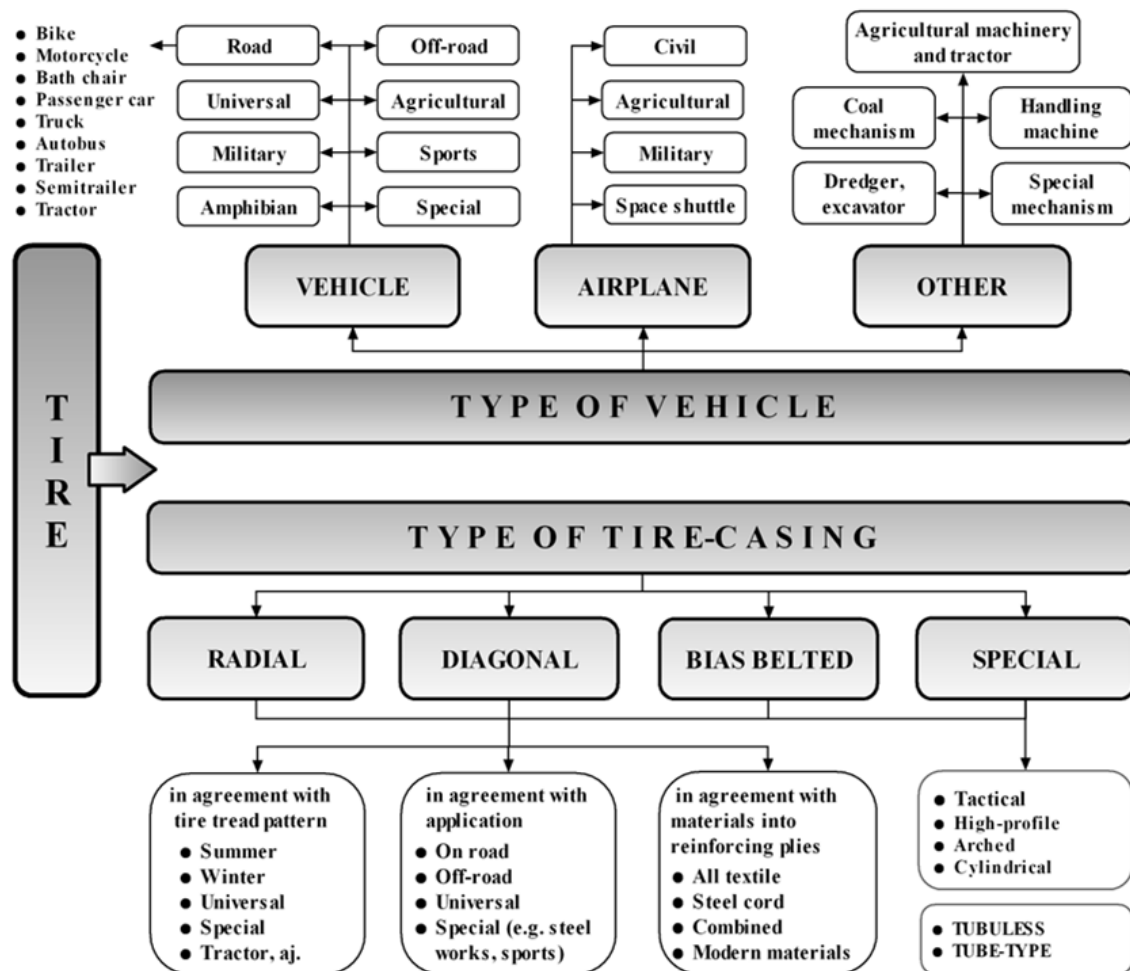 ● Bike
● Motorcycle
● Bath chair
● Passenger car
● Truck
● Autobus
● Trailer
● Semitrailer
● Tractor
Road
Off-road
Universal
Agricultural
Military
Sports
Amphibian
Special
Civil
Agricultural
Military
Space shuttle
Agricultural machinery
and tractor
Coal
mechanism
Handling
machine
Dredger,
excavator
Special
mechanism
VEHICLE
AIRPLANE
OTHER
TIRE
TYPE OF VEHICLE
TYPE OF TIRE-CASING
RADIAL
DIAGONAL
BIAS BELTED
SPECIAL
in agreement with
tire tread pattern
● Summer
● Winter
● Universal
● Special
● Tractor, aj.
in agreement with
application
● On road
● Off-road
● Universal
● Special (e.g. steel
works, sports)
in agreement with
materials into
reinforcing plies
● All textile
● Steel cord
● Combined
● Modern materials
● Tactical
● High-profile
● Arched
● Cylindrical
● TUBULESS
● TUBE-TYPE